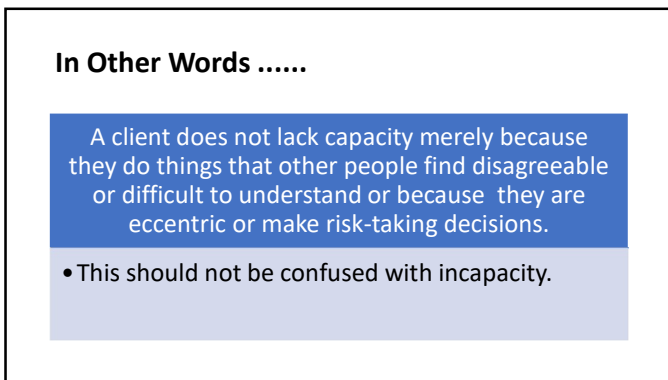 In Other Words ......
A client does not lack capacity merely because
they do things that other people find disagreeable
or difficult to understand or because  they are
eccentric or make risk-taking decisions.
•This should not be confused with incapacity.